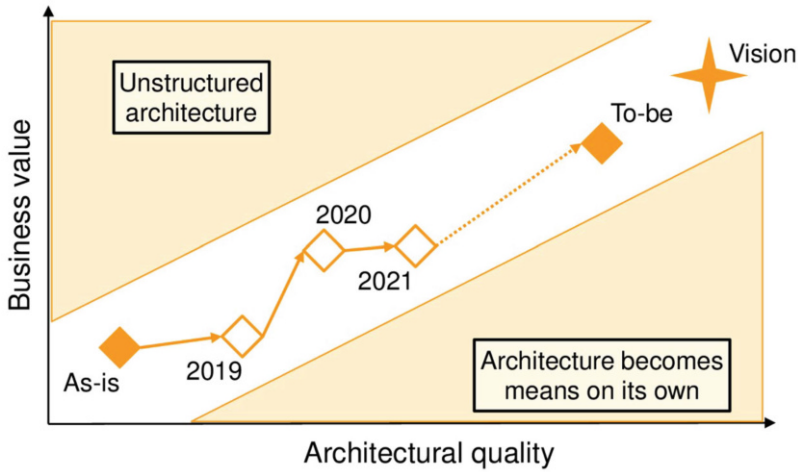 Vision
Unstructured
architecture
To-be
2020
2021
Business value
2019
As-is
Architecture becomes
means on its own
Architectural quality